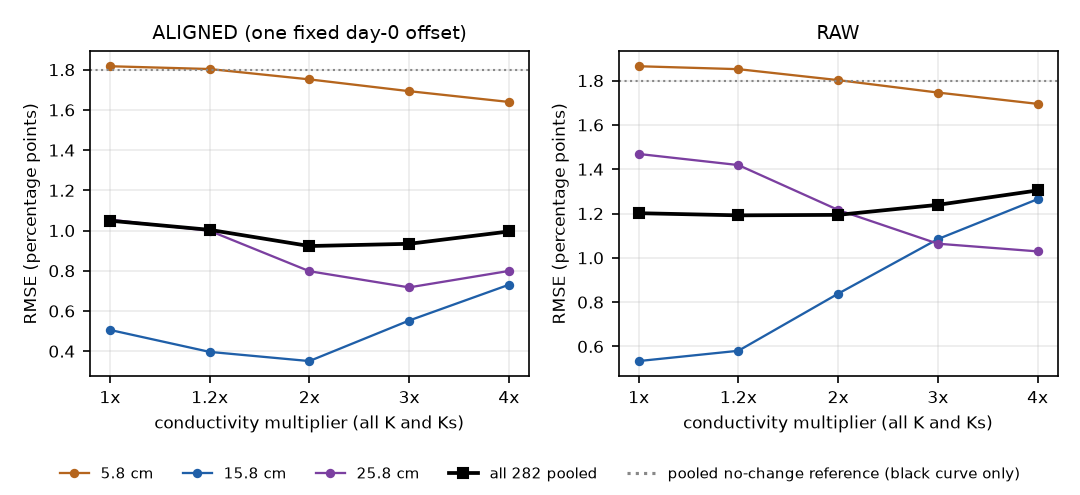 ALIGNED (one fixed day-0 offset)
RMSE (percentage points)
1.8
1.6
1.4
1.2
1.0
0.8
0.6
0.4
1x 1.2x 2x 3x 4x
conductivity multiplier (all K and Ks)
RAW
RMSE (percentage points)
1.8
1.6
1.4
1.2
1.0
0.8
0.6
1x 1.2x 2x 3x 4x
conductivity multiplier (all K and Ks)
5.8 cm 15.8 cm 25.8 cm all 282 pooled pooled no-change reference (black curve only)